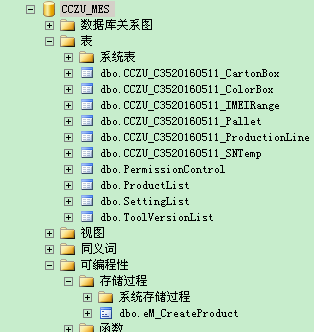 CCZU_MES
数据库关系图
表
系统表
dbo.CCZU_C3520160511_CartonBox
dbo.CCZU_C3520160511_ColorBox
dbo.CCZU_C3520160511_IMEIRange
dbo.CCZU_C3520160511_Pallet
dbo.CCZU_C3520160511_ProductionLine
dbo.CCZU_C3520160511_SNTemp
dbo.PermissionControl
dbo.ProductList
dbo.SettingList
dbo.ToolVersionList
视图
同义词
可编程性
存储过程
系统存储过程
dbo.eM_CreateProduct
函数